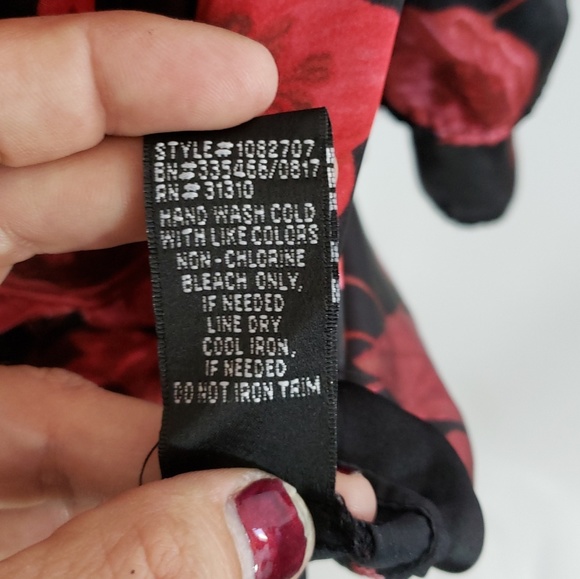 STYLE#1082707
BN#335466/0817
RN#31310
HAND WASH COLD
WITH LIKE COLORS
NON-CHLORINE
BLEACH ONLY,
IF NEEDED
LINE DRY
COOL IRON,
IF NEEDED
DO NOT IRON TRIM